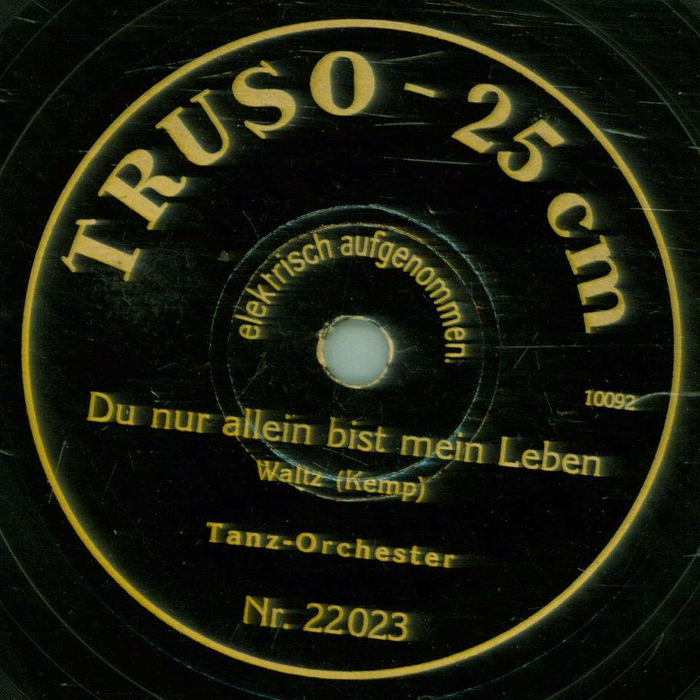 TRUSO - 25 cm
elektrisch aufgenommen.
10092
Du nur allein bist mein Leben
Waltz (Kemp)
Tanz-Orchester
Nr. 22023